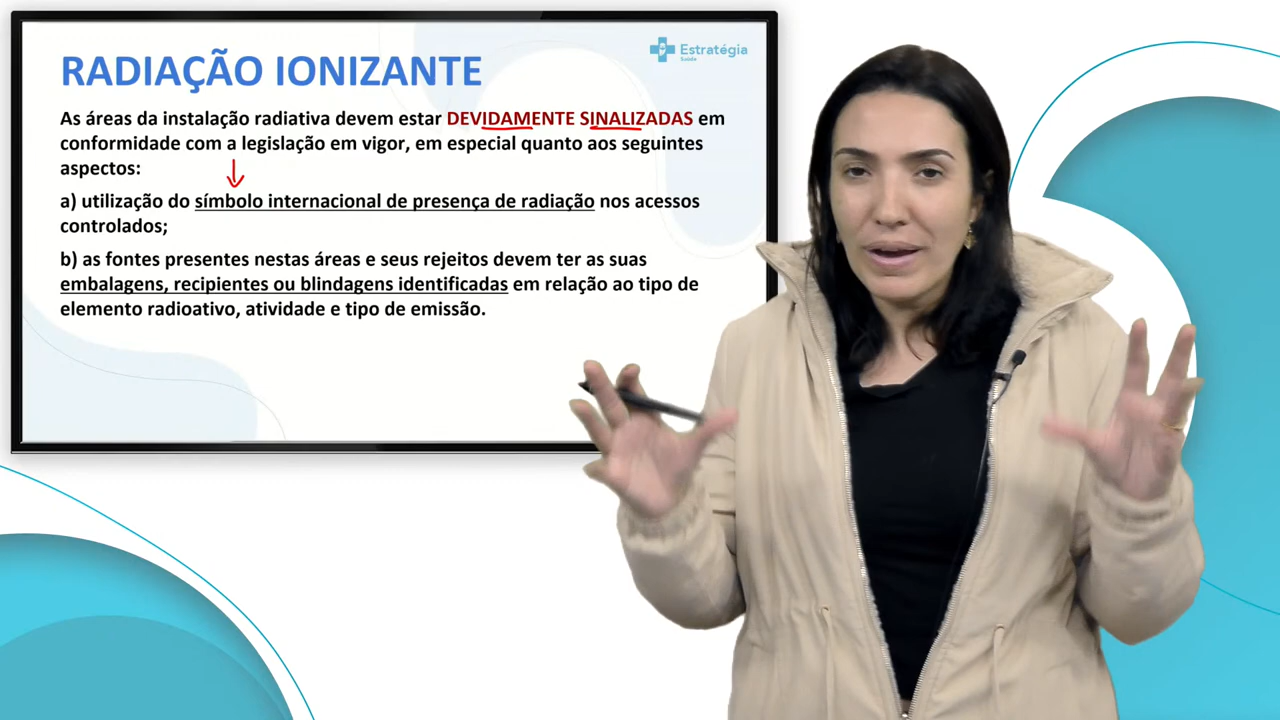 RADIAÇÃO IONIZANTE
Estratégia
Saúde
As áreas da instalação radiativa devem estar DEVIDAMENTE SINALIZADAS em
conformidade com a legislação em vigor, em especial quanto aos seguintes
aspectos:
a) utilização do símbolo internacional de presença de radiação nos acessos
controlados;
b) as fontes presentes nestas áreas e seus rejeitos devem ter as suas
embalagens, recipientes ou blindagens identificadas em relação ao tipo de
elemento radioativo, atividade e tipo de emissão.